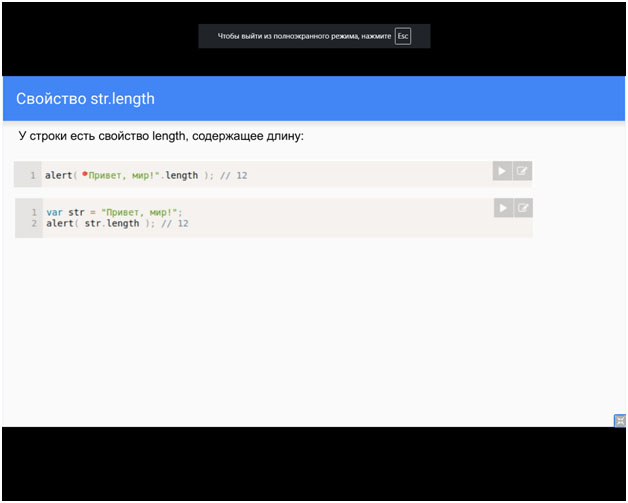 Чтобы выйти из полноэкранного режима, нажмите Esc
Свойство str.length
У строки есть свойство length, содержащее длину:
1 alert( "Привет, мир!".length ); // 12
1 var str = "Привет, мир!";
2 alert( str.length ); // 12